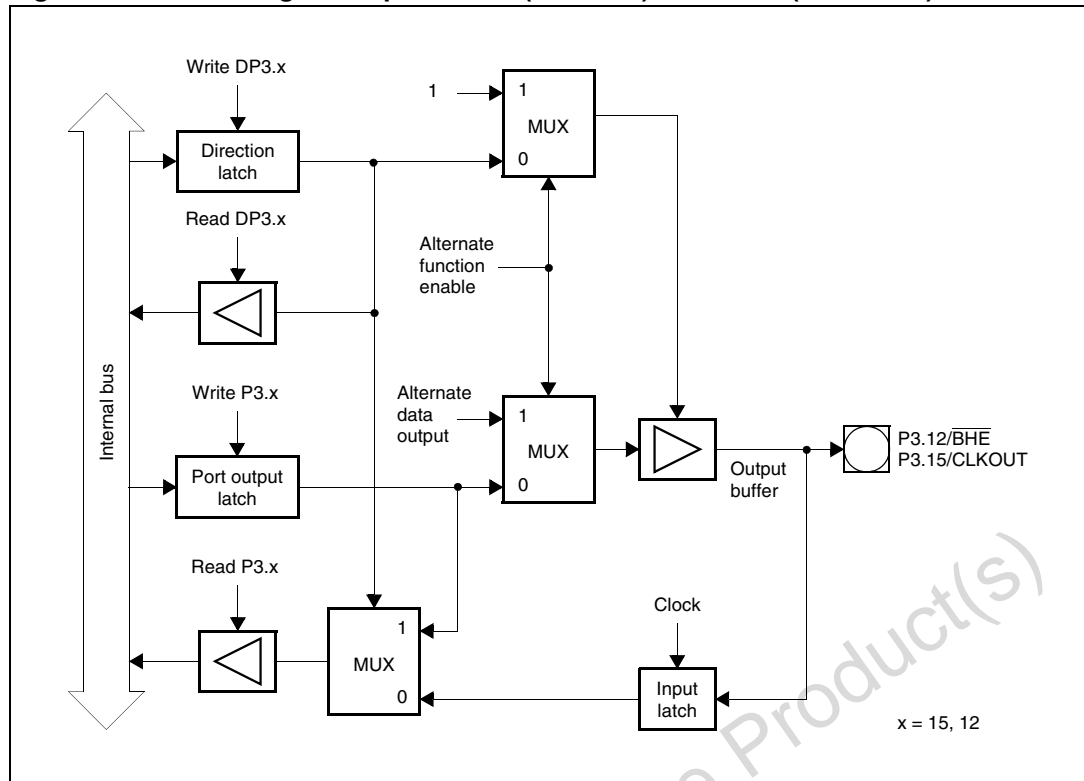 Write DP3.x
1
1
MUX
0
Direction
latch
Read DP3.x
Alternate
function
enable
Internal bus
Write P3.x
Alternate
data
output
1
MUX
0
P3.12/BHE
P3.15/CLKOUT
Output
buffer
Port output
latch
Read P3.x
Clock
1
MUX
0
Input
latch
x = 15, 12
Product(s)